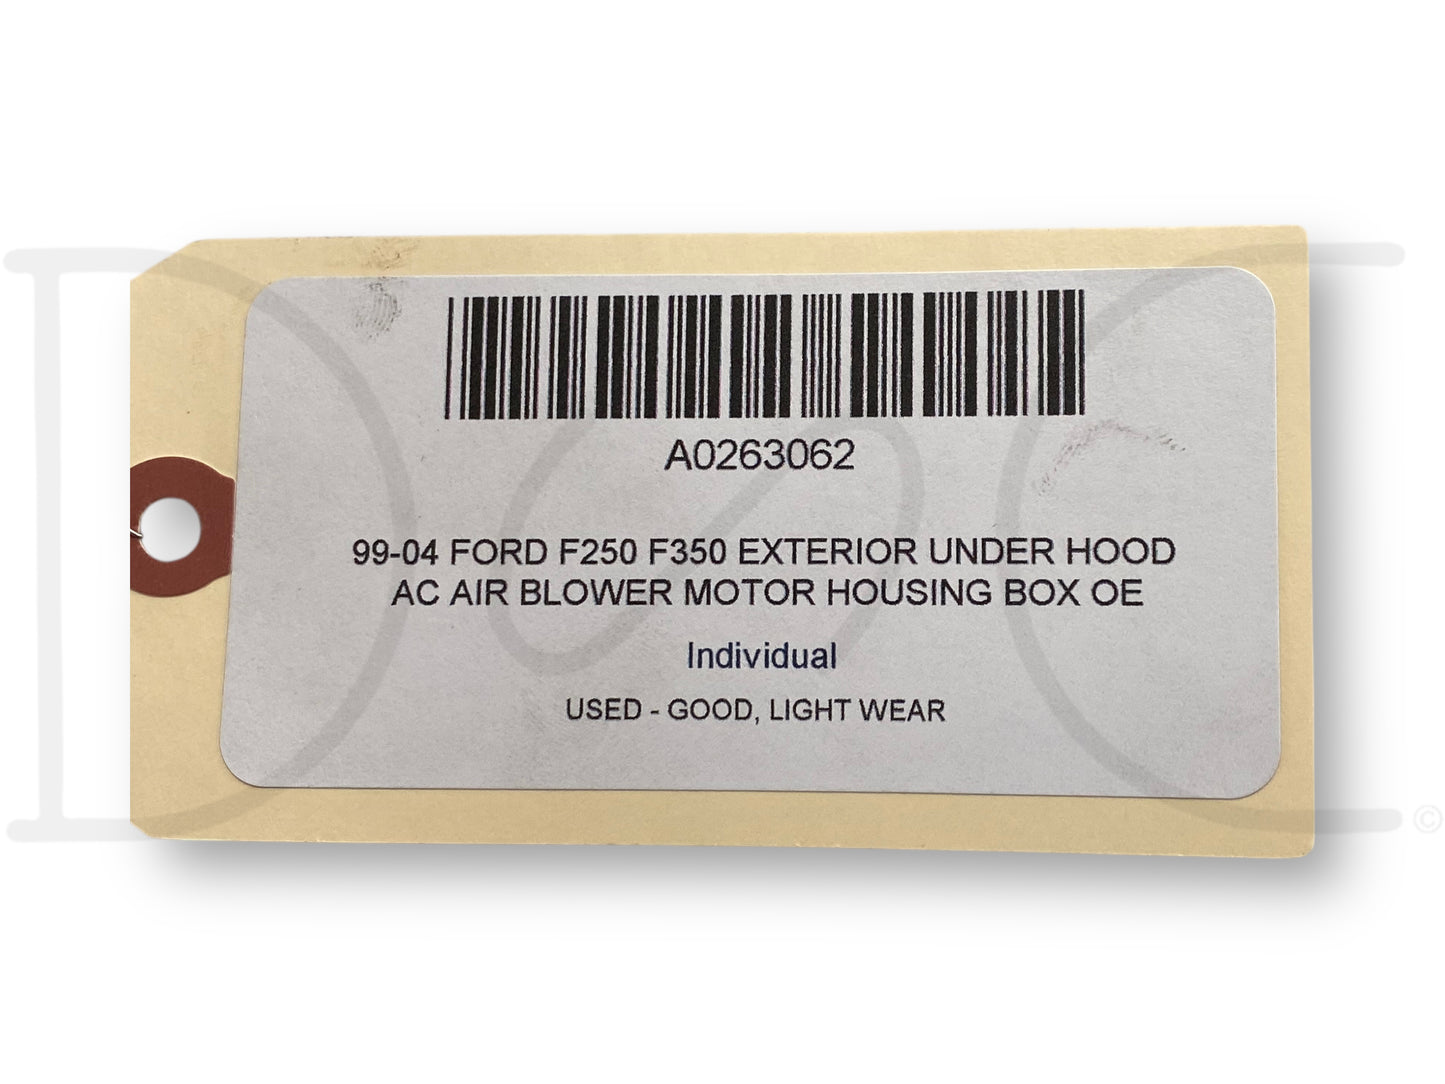 A0263062
99-04 FORD F250 F350 EXTERIOR UNDER HOOD
AC AIR BLOWER MOTOR HOUSING BOX OE
Individual
USED - GOOD, LIGHT WEAR
©